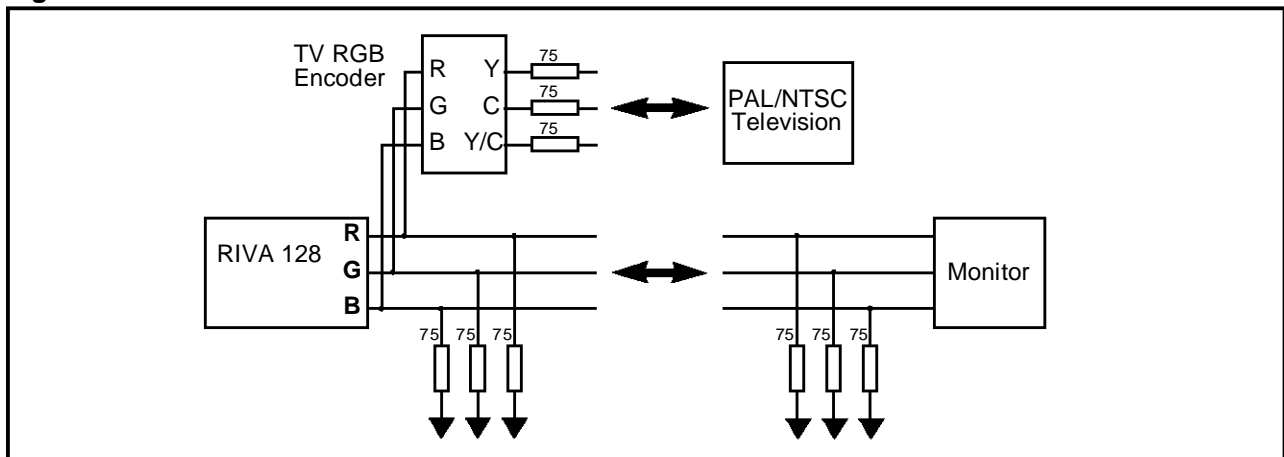 TV RGB
Encoder
R
Y
75
G
C
75
B
Y/C
75
PAL/NTSC
Television
RIVA 128
R
G
B
Monitor
75
75
75
75
75
75